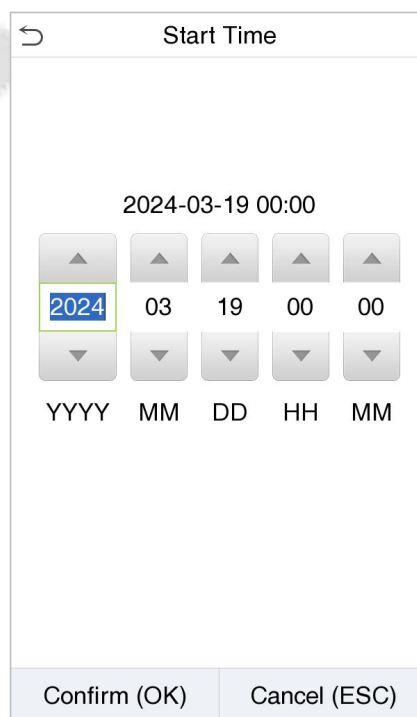 Start Time
2024-03-19 00:00
2024 03 19 00 00
YYYY MM DD HH MM
Confirm (OK) Cancel (ESC)